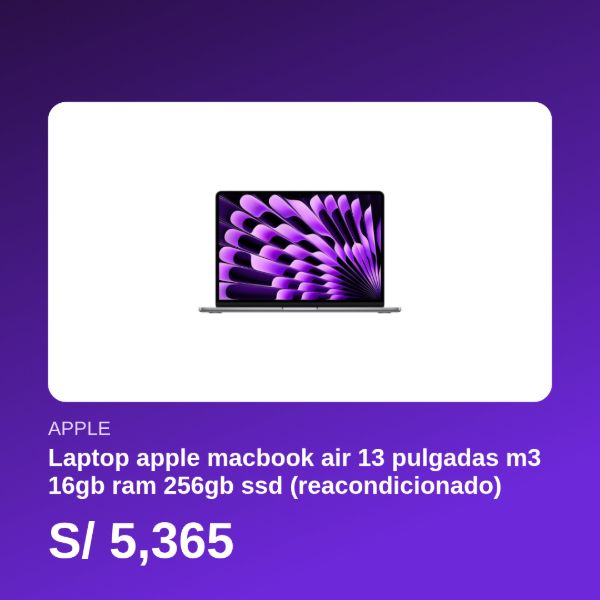 APPLE
Laptop apple macbook air 13 pulgadas m3
16gb ram 256gb ssd (reacondicionado)
S/ 5,365